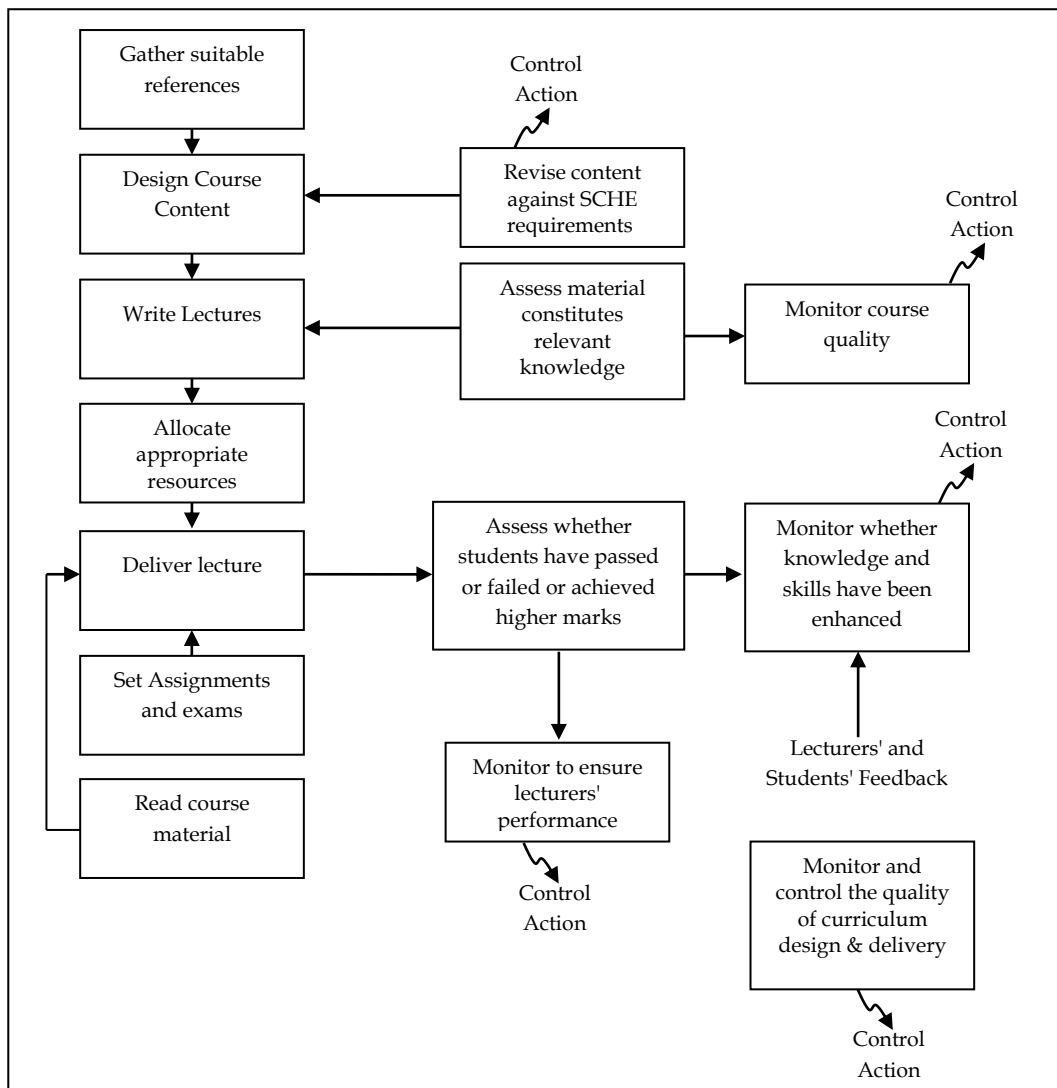 Gather suitable
references
Control
Action
Design Course
Content
Revise content
against SCHE
requirements
Control
Action
Write Lectures
Assess material
constitutes
relevant
knowledge
Monitor course
quality
Allocate
appropriate
resources
Control
Action
Deliver lecture
Assess whether
students have passed
or failed or achieved
higher marks
Monitor whether
knowledge and
skills have been
enhanced
Set Assignments
and exams
Lecturers' and
Students' Feedback
Read course
material
Monitor to ensure
lecturers'
performance
Control
Action
Monitor and
control the quality
of curriculum
design & delivery
Control
Action